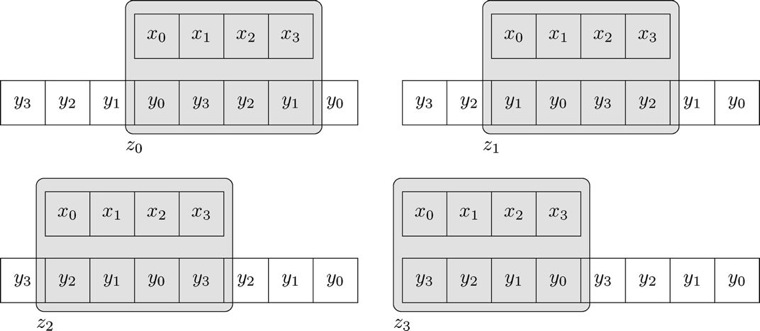 x₀ x₁ x₂ x₃
y₃ y₂ y₁ y₀ y₃ y₂ y₁ y₀
z₀
x₀ x₁ x₂ x₃
y₃ y₂ y₁ y₀ y₃ y₂ y₁ y₀
z₁
x₀ x₁ x₂ x₃
y₃ y₂ y₁ y₀ y₃ y₂ y₁ y₀
z₂
x₀ x₁ x₂ x₃
y₃ y₂ y₁ y₀ y₃ y₂ y₁ y₀
z₃